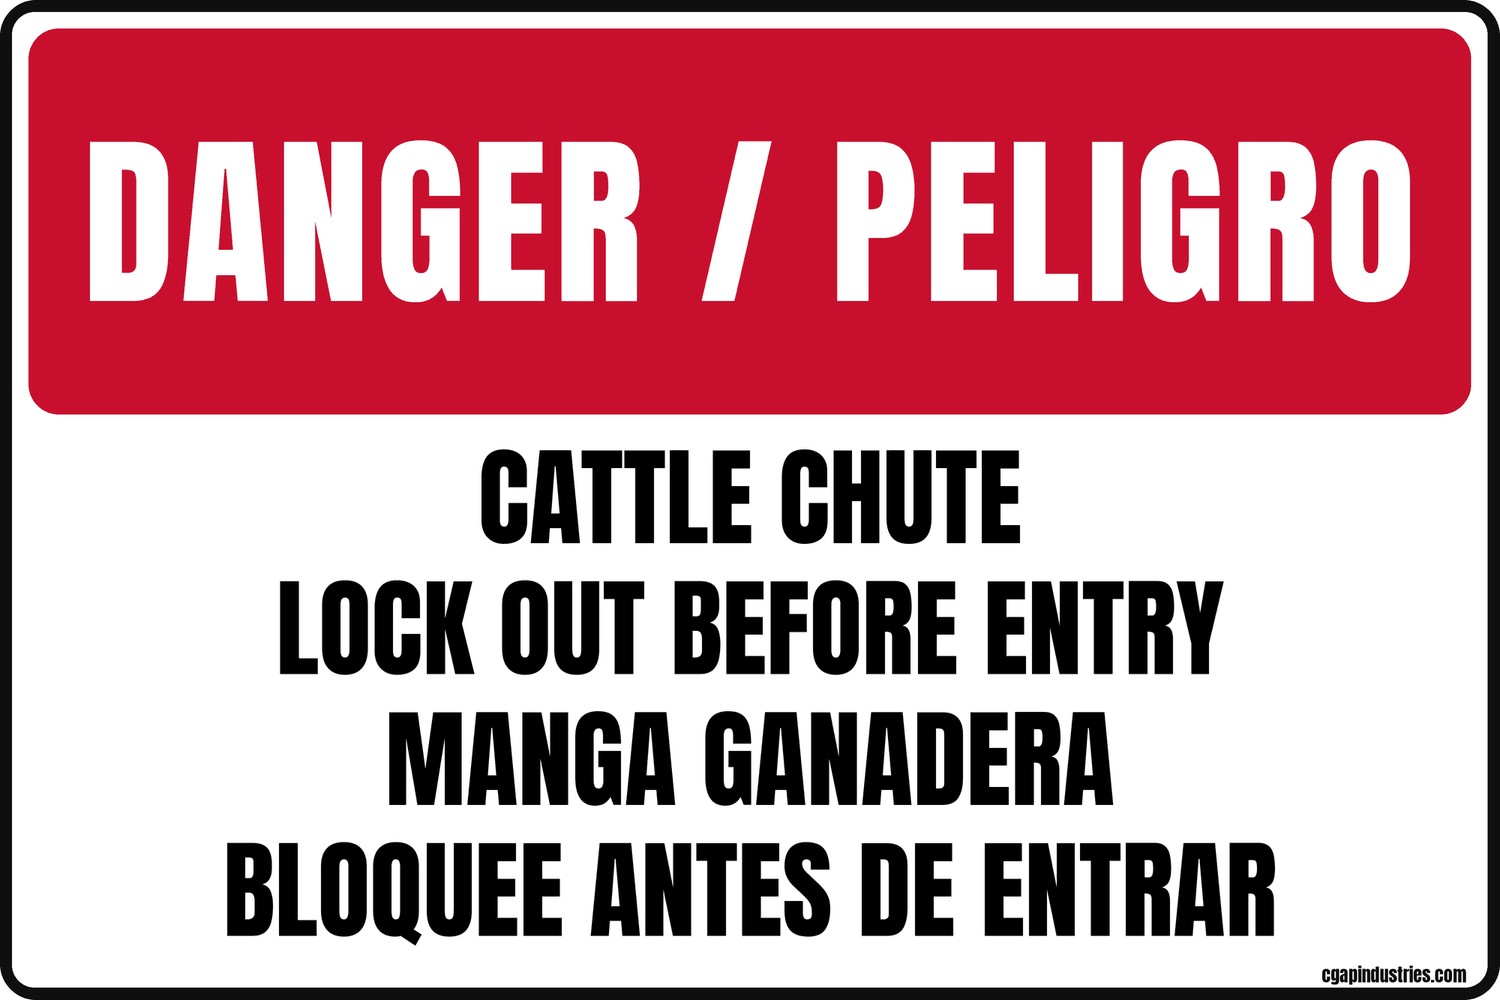 DANGER / PELIGRO
CATTLE CHUTE
LOCK OUT BEFORE ENTRY
MANGA GANADERA
BLOQUEE ANTES DE ENTRAR
cgapindustries.com